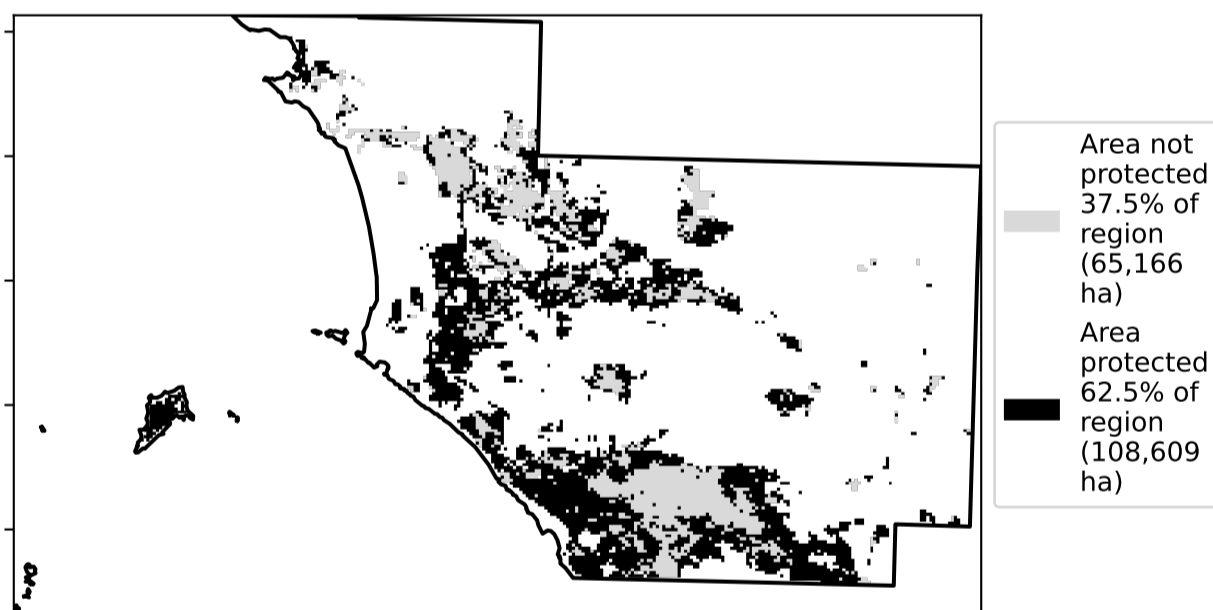 Area not
protected
37.5% of
region
(65,166
ha)
Area
protected
62.5% of
region
(108,609
ha)